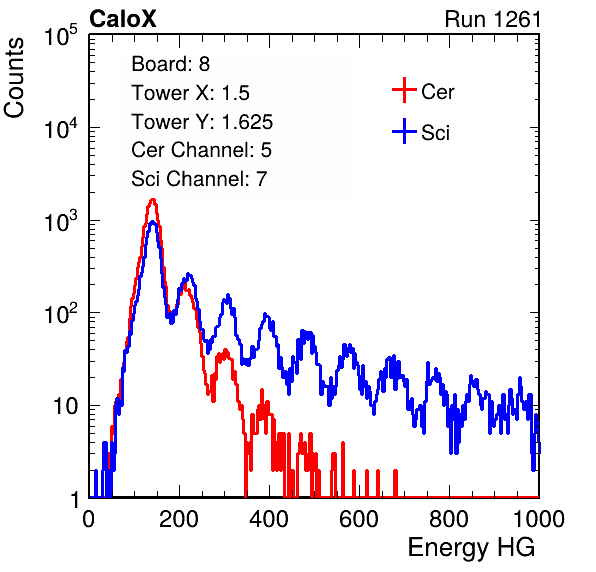 CaloX Run 1261
Counts
Board: 8
Tower X: 1.5
Tower Y: 1.625
Cer Channel: 5
Sci Channel: 7
Cer
Sci
10^5
10^4
10^3
10^2
10
1
0 200 400 600 800 1000
Energy HG